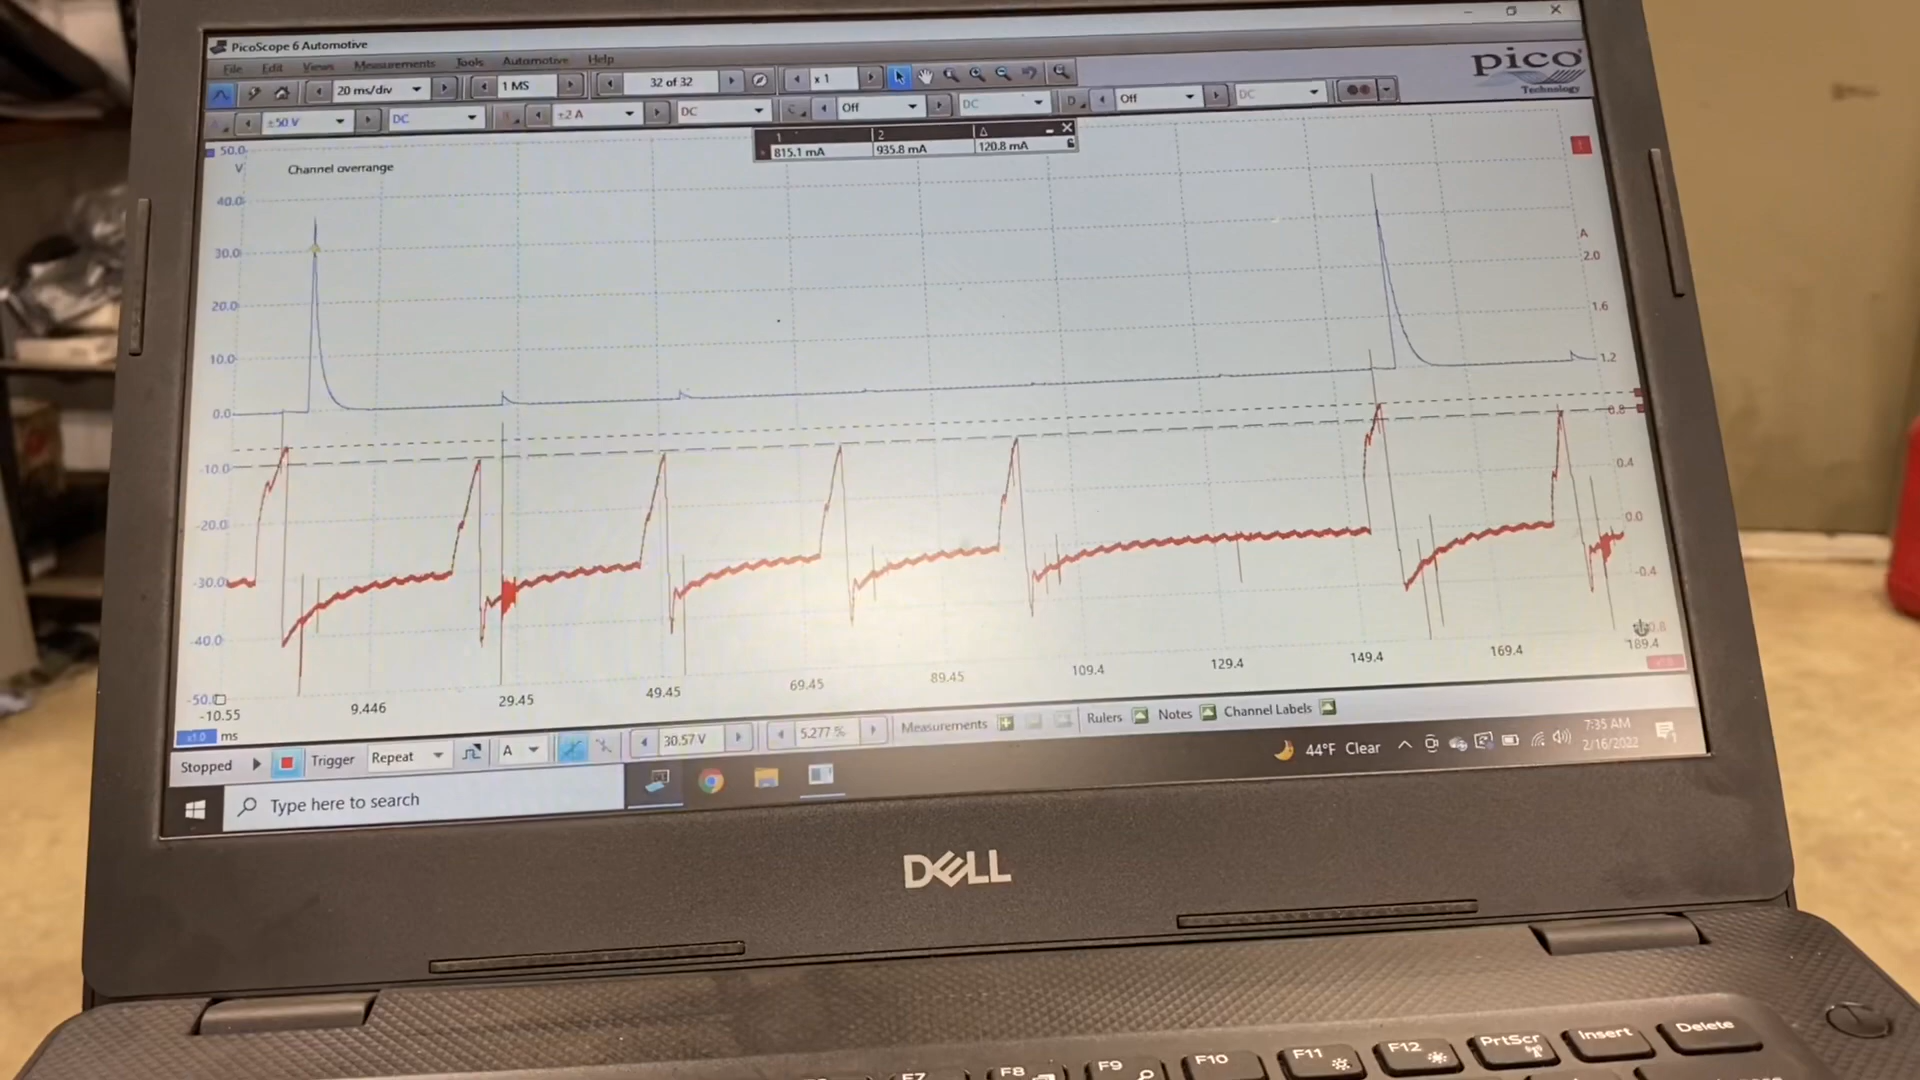 PicoScope 6 Automotive
File Edit Views Measurements Tools Automotive Help
20 ms/div 1 MS 32 of 32 x 1
pico
Technology
±50 V DC ±2 A DC C Off DC D Off DC
1 2 Δ
815.1 mA 935.8 mA 120.8 mA
50.0
V
Channel overrange
40.0
30.0
20.0
10.0
0.0
-10.0
-20.0
-30.0
-40.0
-50.0
A
2.0
1.6
1.2
0.8
0.4
0.0
-0.4
-10.55 9.446 29.45 49.45 69.45 89.45 109.4 129.4 149.4 169.4 189.4
x1.0 ms
Stopped Trigger Repeat A 30.57 V 5.277 % Measurements Rulers Notes Channel Labels
Type here to search
44°F Clear
7:35 AM
2/16/2022
DELL
F7 F8 F9 F10 F11 F12 PrtScr Insert Delete